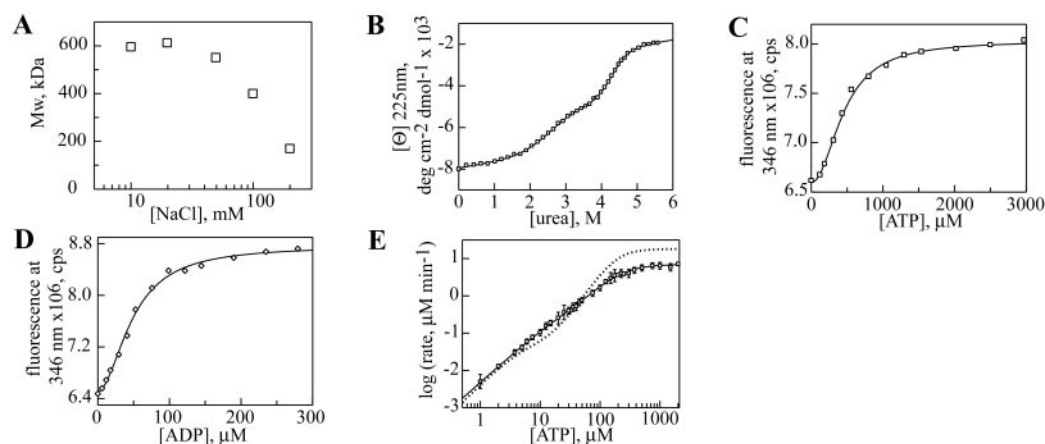 A
Mw, kDa
600
400
200
0
10
100
[NaCl], mM
B
[Θ] 225nm,
deg cm-2 dmol-1 x 103
-2
-4
-6
-8
0 1 2 3 4 5 6
[urea], M
C
fluorescence at
346 nm x106, cps
8.0
7.5
7.0
6.5
0 1000 2000 3000
[ATP], μM
D
fluorescence at
346 nm x106, cps
8.8
8.0
7.2
6.4
0 100 200 300
[ADP], μM
E
log (rate, μM min-1)
1
0
-1
-2
-3
1 10 100 1000
[ATP], μM